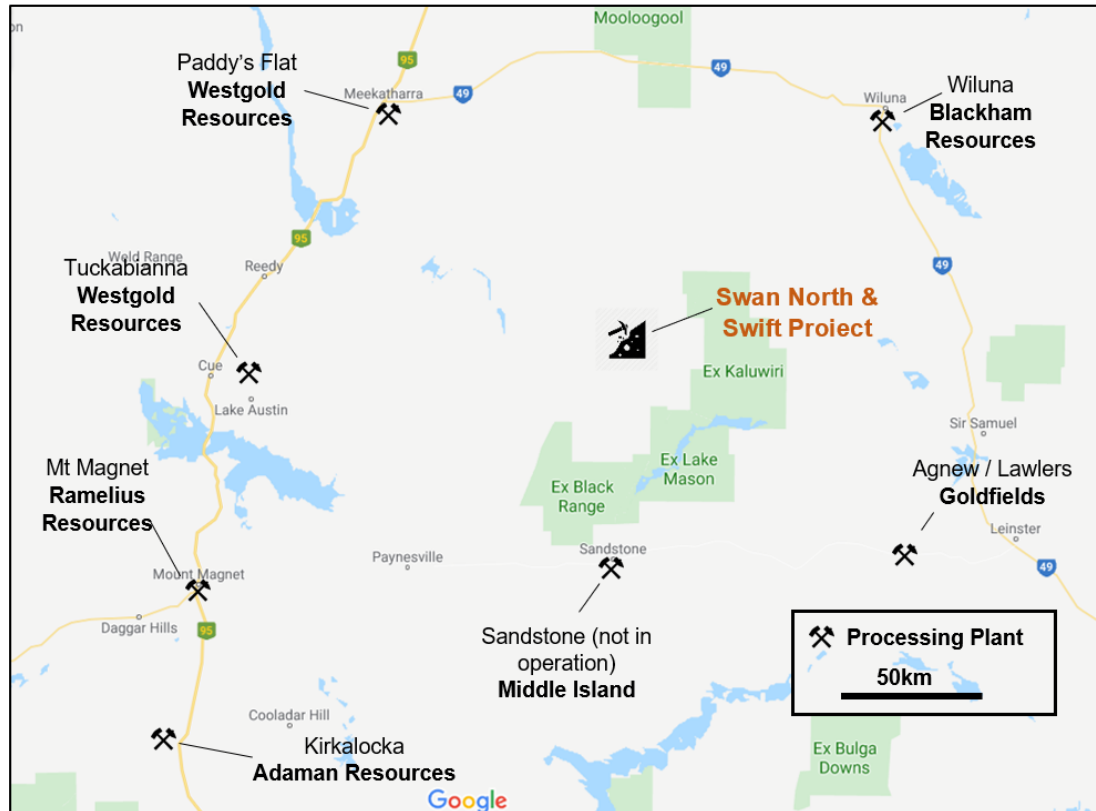 on
Mooloogool
95
Paddy's Flat
Westgold
Resources
Meekatharra
49
49
Wiluna
Wiluna
Blackham
Resources
95
Weld Range
Reedy
49
Tuckabianna
Westgold
Resources
Swan North &
Swift Proiect
Cue
Lake Austin
Ex Kaluwiri
Sir Samuel
Mt Magnet
Ramelius
Resources
Ex Lake
Mason
Ex Black
Range
Agnew / Lawlers
Goldfields
Leinster
Paynesville
Sandstone
49
Mount Magnet
Daggar Hills
95
Sandstone (not in
operation)
Middle Island
Processing Plant
50km
Cooladar Hill
Kirkalocka
Adaman Resources
Ex Bulga
Downs
Google